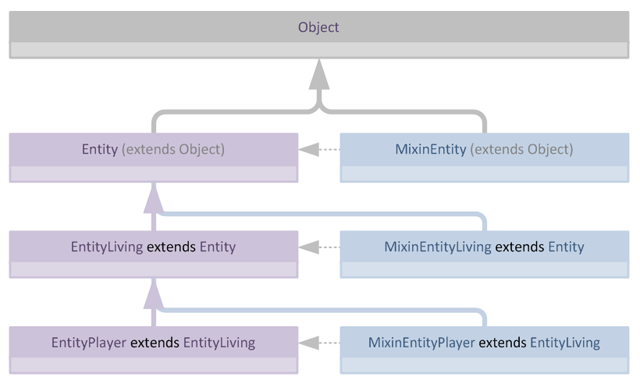 Object
Entity (extends Object)
MixinEntity (extends Object)
EntityLiving extends Entity
MixinEntityLiving extends Entity
EntityPlayer extends EntityLiving
MixinEntityPlayer extends EntityLiving